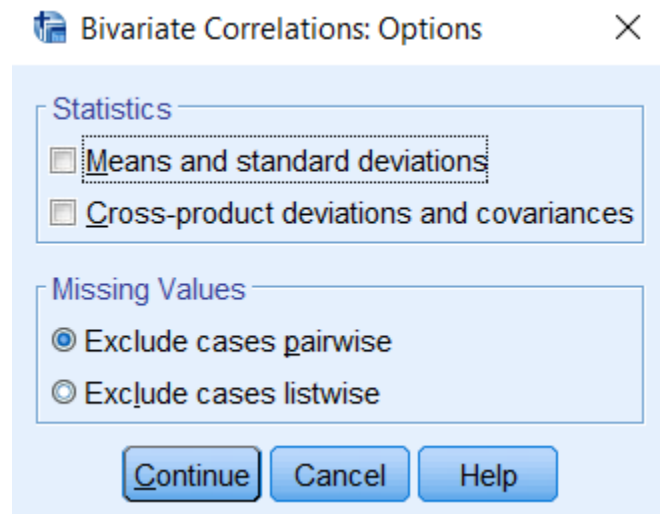 Bivariate Correlations: Options
Statistics
Means and standard deviations
Cross-product deviations and covariances
Missing Values
Exclude cases pairwise
Exclude cases listwise
Continue Cancel Help